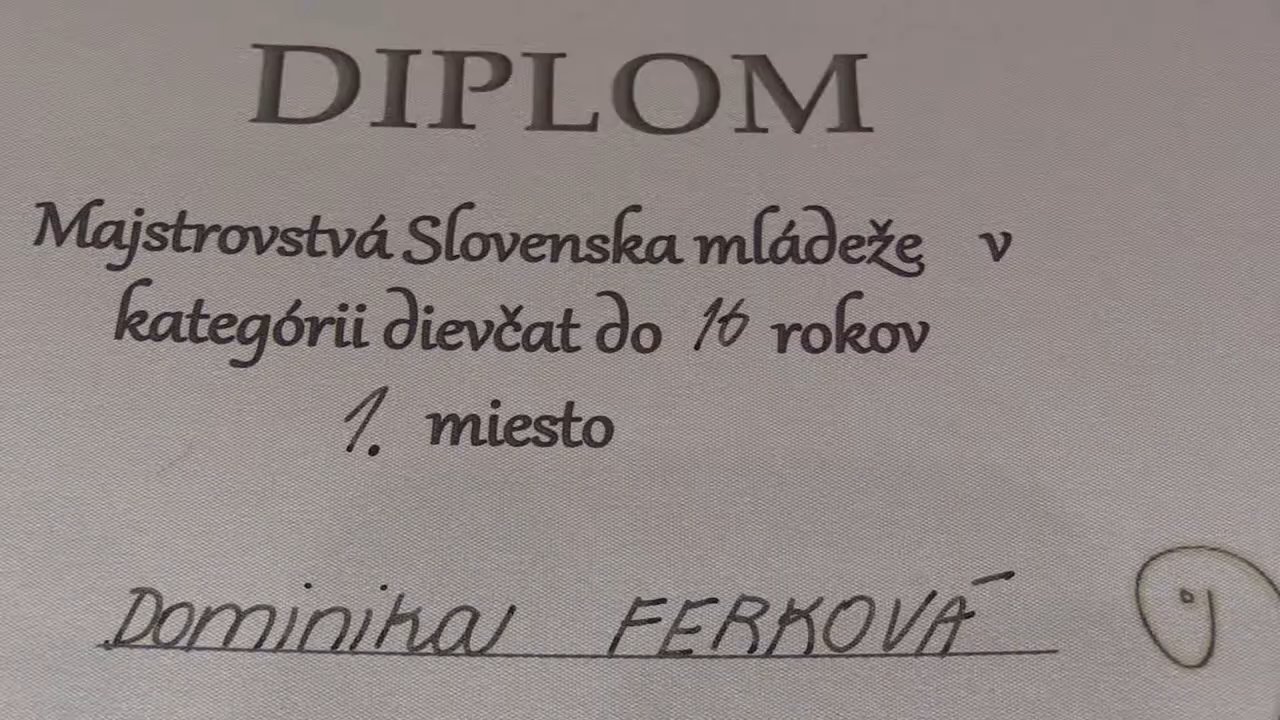 DIPLOM
Majstrovstvá Slovenska mládeže v
kategórii dievčat do 16 rokov
1. miesto
Dominika FERKOVÁ